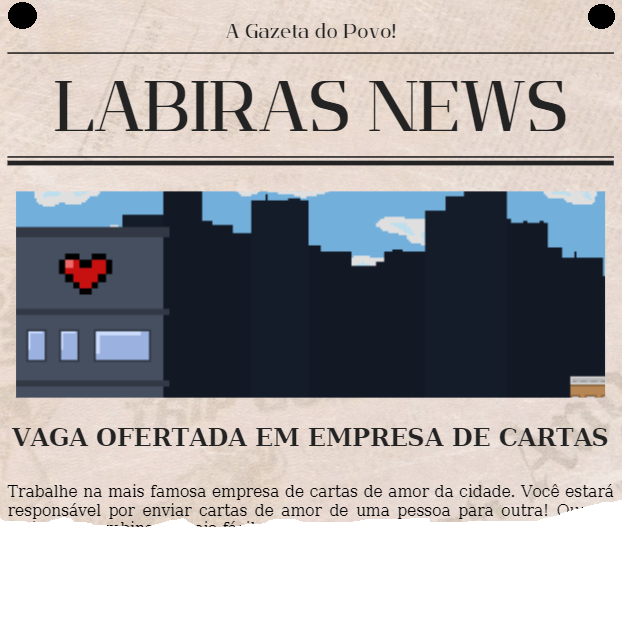 A Gazeta do Povo!
LABIRAS NEWS
VAGA OFERTADA EM EMPRESA DE CARTAS
Trabalhe na mais famosa empresa de cartas de amor da cidade. Você estará
responsável por enviar cartas de amor de uma pessoa para outra!